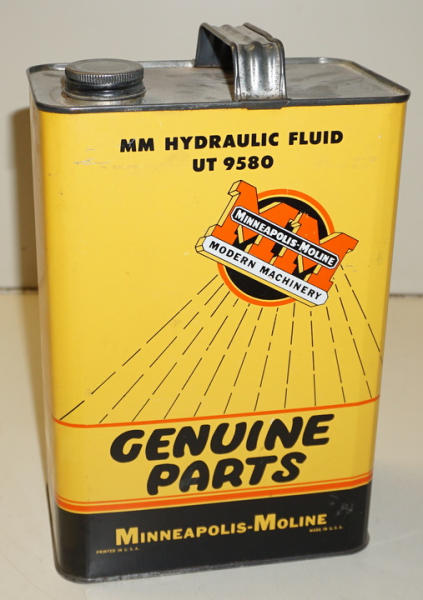 MM HYDRAULIC FLUID
UT 9580
MM
MINNEAPOLIS-MOLINE
MODERN MACHINERY
GENUINE
PARTS
MINNEAPOLIS-MOLINE
PRINTED IN U.S.A. MADE IN U.S.A.